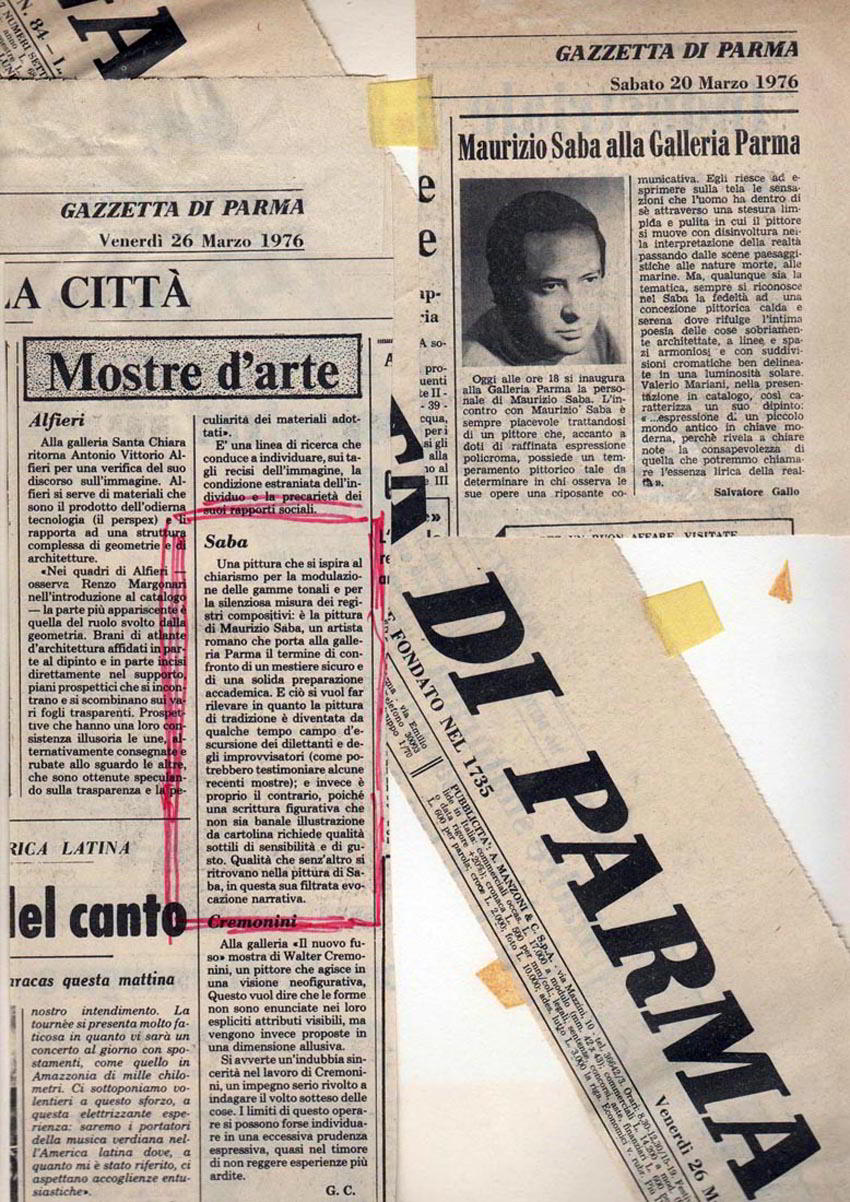 N. 84 - L.
NUMERI SETT
A
GAZZETTA DI PARMA
Venerdì 26 Marzo 1976
LA CITTÀ
Mostre d'arte
Alfieri
Alla galleria Santa Chiara
ritorna Antonio Vittorio Al-
fieri per una verifica del suo
discorso sull'immagine. Al-
fieri si serve di materiali che
sono il prodotto dell'odierna
tecnologia (il perspex) e li
rapporta ad una struttura
complessa di geometrie e di
architetture.
«Nei quadri di Alfieri —
osserva Renzo Margonari
nell'introduzione al catalogo
— la parte più appariscente è
quella del ruolo svolto dalla
geometria. Brani di atlante
d'architettura affidati in par-
te al dipinto e in parte incisi
direttamente nel supporto,
piani prospettici che si incon-
trano e si scombinano sui va-
ri fogli trasparenti. Prospet-
tive che hanno una loro con-
sistenza illusoria le une, al-
ternativamente consegnate e
rubate allo sguardo le altre,
che sono ottenute speculan-
do sulla trasparenza e la pe-
culiarità dei materiali adot-
tati».
E' una linea di ricerca che
conduce a individuare, sui ta-
gli recisi dell'immagine, la
condizione estraniata dell'in-
dividuo e la precarietà dei
suoi rapporti sociali.
Saba
Una pittura che si ispira al
chiarismo per la modulazio-
ne delle gamme tonali e per
la silenziosa misura dei regi-
stri compositivi: è la pittura
di Maurizio Saba, un artista
romano che porta alla galle-
ria Parma il termine di con-
fronto di un mestiere sicuro e
di una solida preparazione
accademica. E ciò si vuol far
rilevare in quanto la pittura
di tradizione è diventata da
qualche tempo campo d'e-
scursione dei dilettanti e de-
gli improvvisatori (come po-
trebbero testimoniare alcune
recenti mostre); e invece è
proprio il contrario, poiché
una scrittura figurativa che
non sia banale illustrazione
da cartolina richiede qualità
sottili di sensibilità e di gu-
sto. Qualità che senz'altro si
ritrovano nella pittura di Sa-
ba, in questa sua filtrata evo-
cazione narrativa.
Cremonini
Alla galleria «Il nuovo fu-
so» mostra di Walter Cremo-
nini, un pittore che agisce in
una visione neofigurativa,
Questo vuol dire che le forme
non sono enunciate nei loro
espliciti attributi visibili, ma
vengono invece proposte in
una dimensione allusiva.
Si avverte un'indubbia sin-
cerità nel lavoro di Cremoni-
ni, un impegno serio rivolto a
indagare il volto sotteso delle
cose. I limiti di questo opera-
re si possono forse individua-
re in una eccessiva prudenza
espressiva, quasi nel timore
di non reggere esperienze più
ardite.
G. C.
RICA LATINA
del canto
aracas questa mattina
nostro intendimento. La
tournèe si presenta molto fa-
ticosa in quanto vi sarà un
concerto al giorno con spo-
stamenti, come quello in
Amazzonia di mille chilo-
metri. Ci sottoponiamo vo-
lentieri a questo sforzo, a
questa elettrizzante espe-
rienza: saremo i portatori
della musica verdiana nel-
l'America latina dove, a
quanto mi è stato riferito, ci
aspettano accoglienze entu-
siastiche».
GAZZETTA DI PARMA
Sabato 20 Marzo 1976
Maurizio Saba alla Galleria Parma
Oggi alle ore 18 si inaugura
alla Galleria Parma la perso-
nale di Maurizio Saba. L'in-
contro con Maurizio Saba è
sempre piacevole trattandosi
di un pittore che, accanto a
doti di raffinata espressione
policroma, possiede un tem-
peramento pittorico tale da
determinare in chi osserva le
sue opere una riposante co-
municativa. Egli riesce ad e-
sprimere sulla tela le sensa-
zioni che l'uomo ha dentro di
sè attraverso una stesura lim-
pida e pulita in cui il pittore
si muove con disinvoltura nel-
la interpretazione della realtà
passando dalle scene paesaggi-
stiche alle nature morte, alle
marine. Ma, qualunque sia la
tematica, sempre si riconosce
nel Saba la fedeltà ad una
concezione pittorica calda e
serena dove rifulge l'intima
poesia delle cose sobriamen-
te architettate, a linee e spa-
zi armoniosi e con suddivi-
sioni cromatiche ben delinea-
te in una luminosità solare.
Valerio Mariani, nella presen-
tazione in catalogo, così ca-
ratterizza un suo dipinto:
«...espressione di un piccolo
mondo antico in chiave mo-
derna, perchè rivela a chiare
note la consapevolezza di
quella che potremmo chiama-
re l'essenza lirica della real-
tà».
Salvatore Gallo
DI PARMA
FONDATO NEL 1735
via Emilia
telefono 30003
gruppo 1/70
PUBBLICITA': A. MANZONI & C. S.p.A. - via Mazzini, 10 - tel. 36642/3. Orari: 8,30-12,30/15-19.
Venerdì 26 M